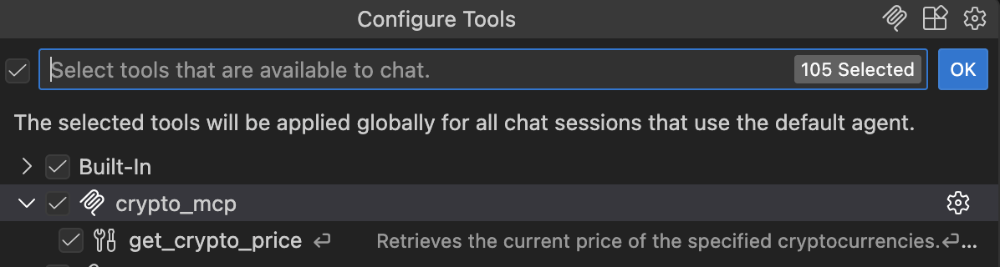 Configure Tools
Select tools that are available to chat. 105 Selected OK
The selected tools will be applied globally for all chat sessions that use the default agent.
Built-In
crypto_mcp
get_crypto_price Retrieves the current price of the specified cryptocurrencies.↵...